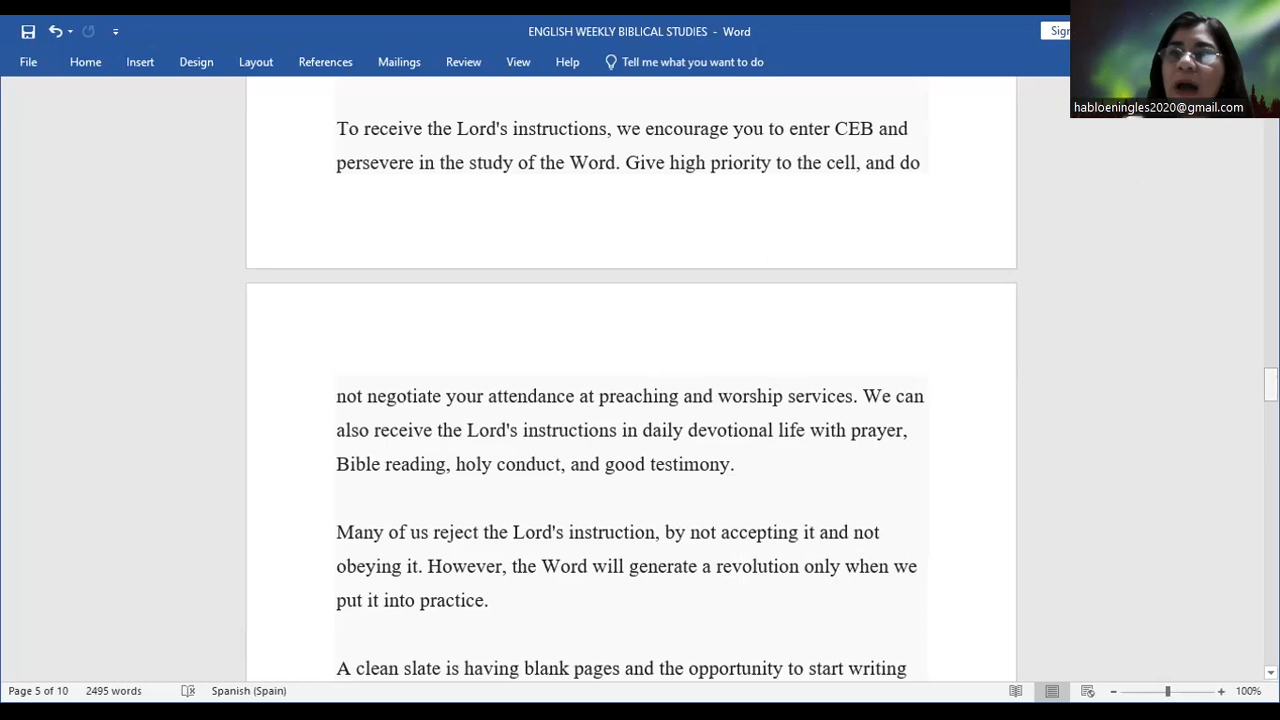 ENGLISH WEEKLY BIBLICAL STUDIES - Word
Sign
File Home Insert Design Layout References Mailings Review View Help Tell me what you want to do
habloeningles2020@gmail.com
To receive the Lord's instructions, we encourage you to enter CEB and
persevere in the study of the Word. Give high priority to the cell, and do
not negotiate your attendance at preaching and worship services. We can
also receive the Lord's instructions in daily devotional life with prayer,
Bible reading, holy conduct, and good testimony.
Many of us reject the Lord's instruction, by not accepting it and not
obeying it. However, the Word will generate a revolution only when we
put it into practice.
A clean slate is having blank pages and the opportunity to start writing
Page 5 of 10 2495 words Spanish (Spain) 100%